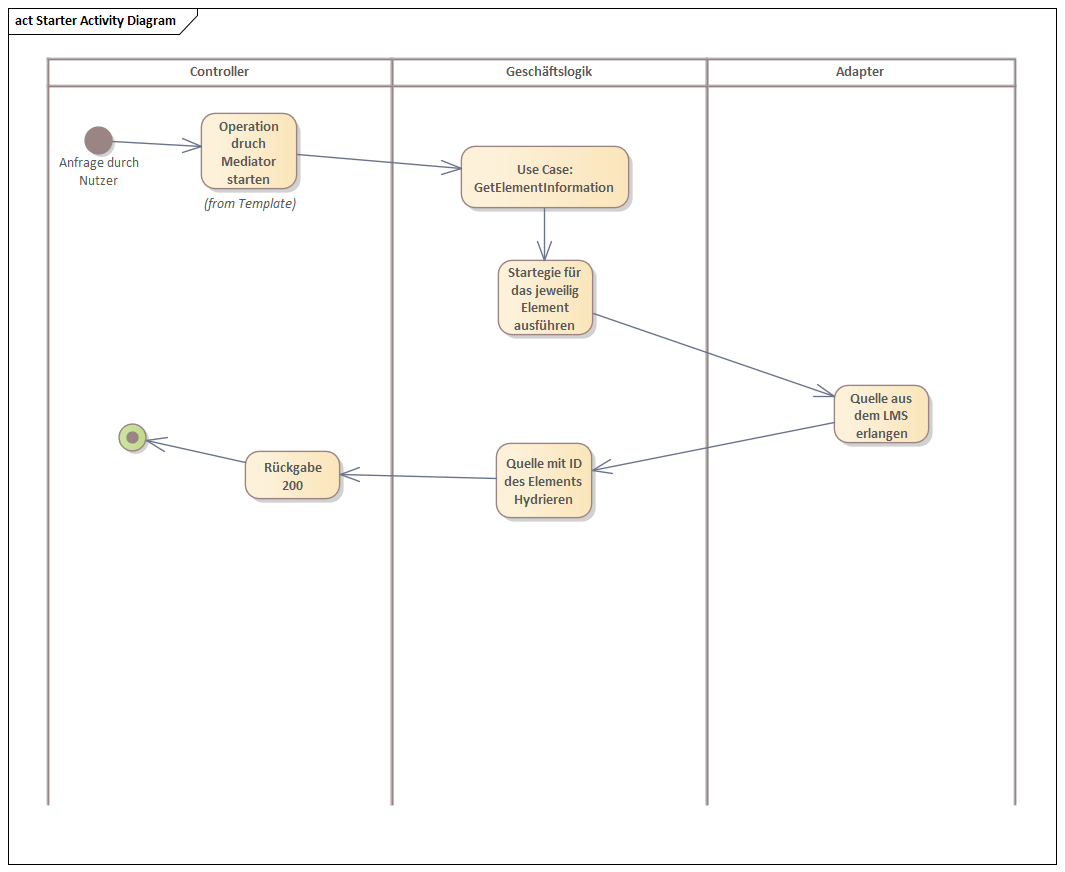 act Starter Activity Diagram
Controller
Geschäftslogik
Adapter
Anfrage durch
Nutzer
Operation
druch
Mediator
starten
(from Template)
Use Case:
GetElementInformation
Startegie für
das jeweilig
Element
ausführen
Quelle aus
dem LMS
erlangen
Quelle mit ID
des Elements
Hydrieren
Rückgabe
200